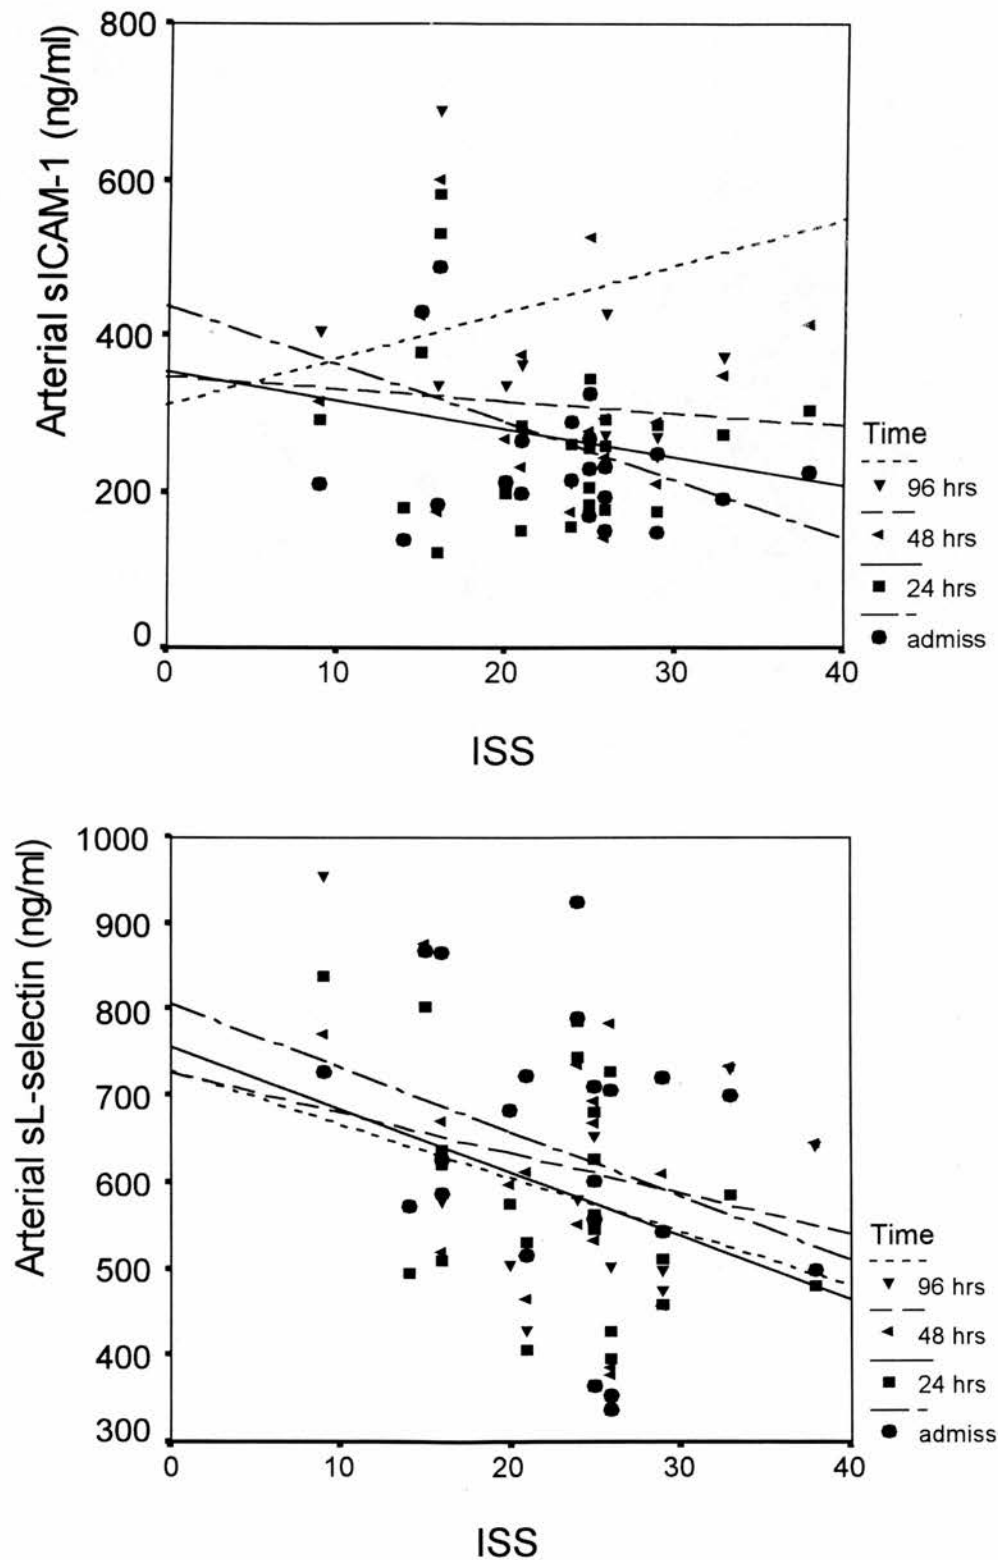 800
600
400
200
0
Arterial sICAM-1 (ng/ml)
0 10 20 30 40
ISS
Time
96 hrs
48 hrs
24 hrs
admiss
1000
900
800
700
600
500
400
300
Arterial sL-selectin (ng/ml)
0 10 20 30 40
ISS
Time
96 hrs
48 hrs
24 hrs
admiss